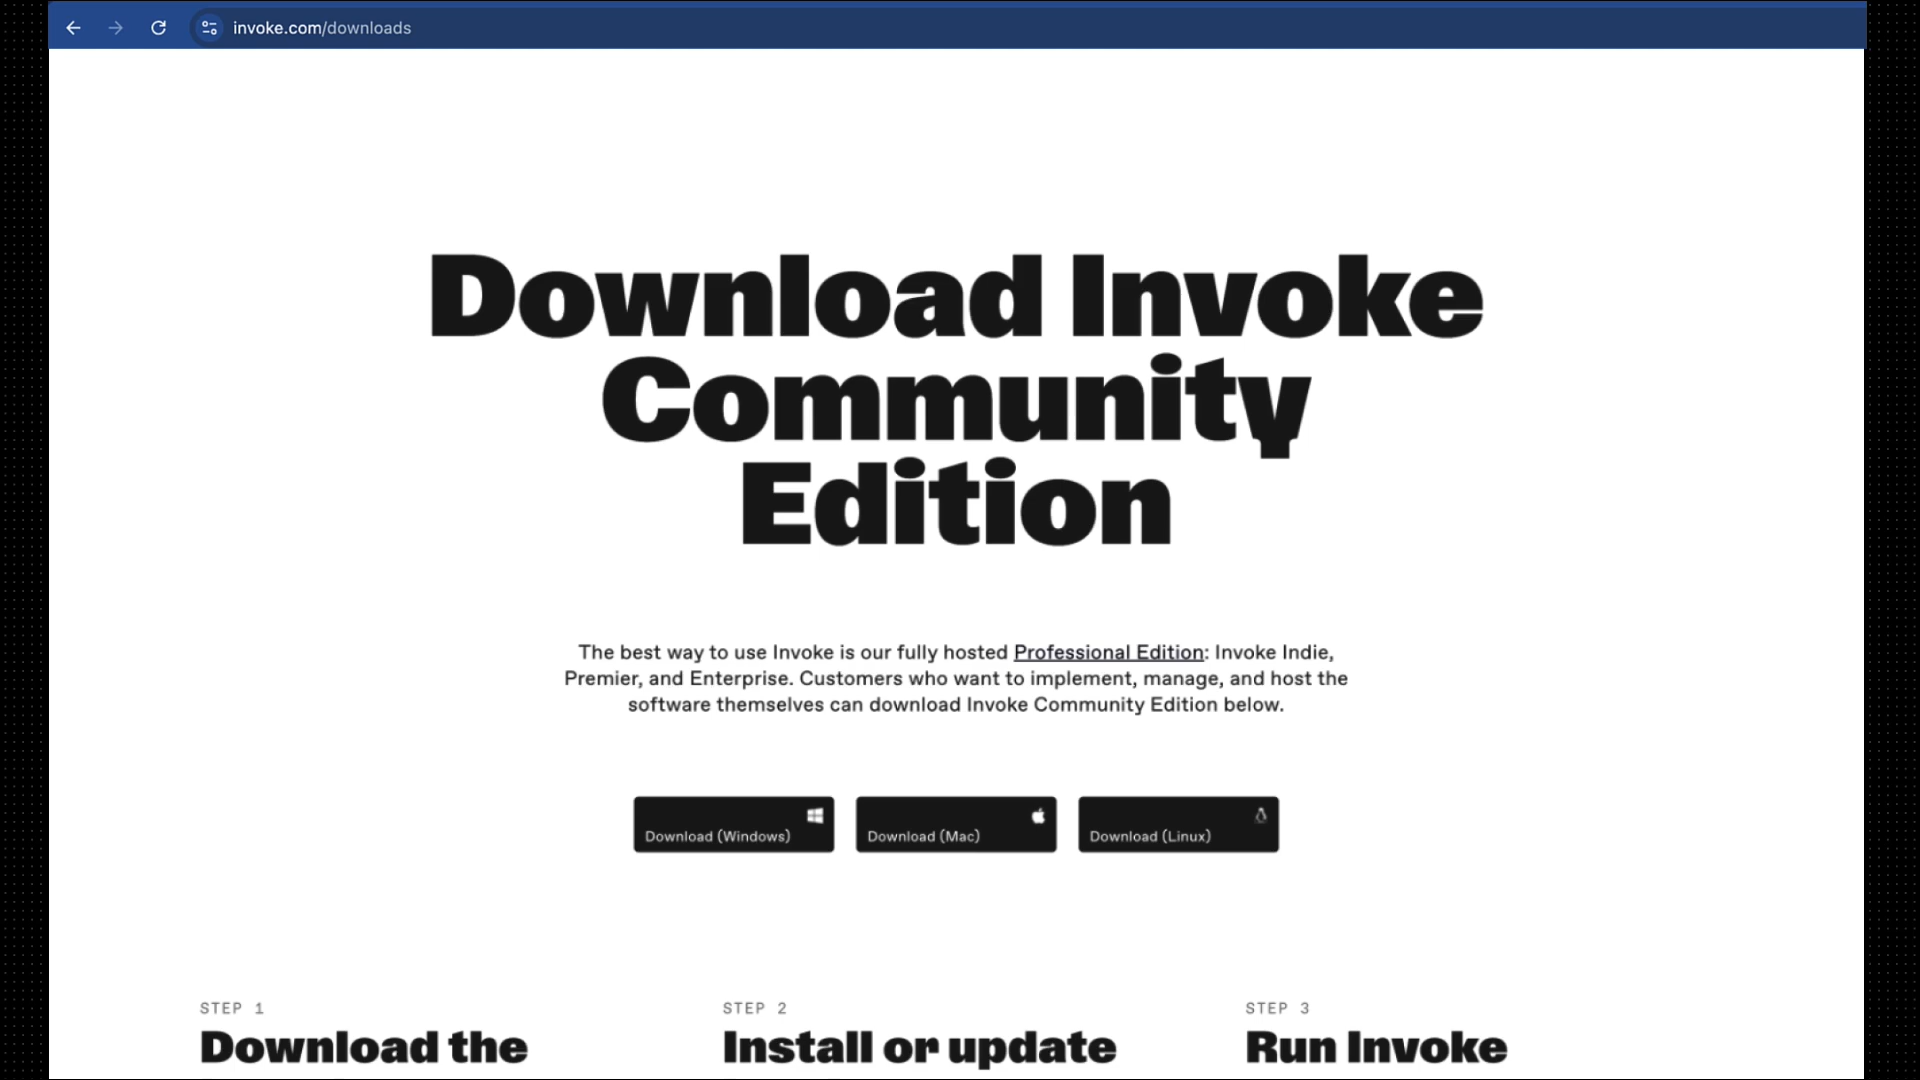 invoke.com/downloads
Download Invoke
Community
Edition
The best way to use Invoke is our fully hosted Professional Edition: Invoke Indie,
Premier, and Enterprise. Customers who want to implement, manage, and host the
software themselves can download Invoke Community Edition below.
Download (Windows)
Download (Mac)
Download (Linux)
STEP 1
Download the
STEP 2
Install or update
STEP 3
Run Invoke